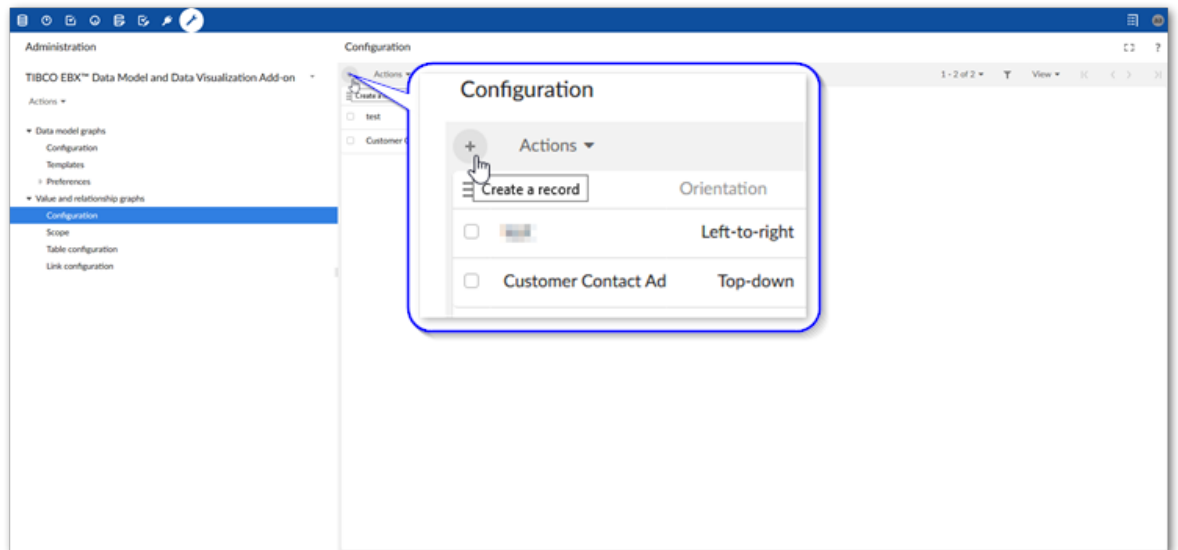 Administration
Configuration
?
TIBCO EBX™ Data Model and Data Visualization Add-on
Actions
1 - 2 of 2
View
Actions
Data model graphs
Configuration
Templates
Preferences
Value and relationship graphs
Configuration
Scope
Table configuration
Link configuration
Create a
test
Customer C
Configuration
+ Actions
Create a record Orientation
Left-to-right
Customer Contact Ad Top-down